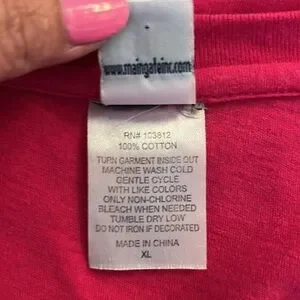 www.maingateinc.com
RN# 103812
100% COTTON
TURN GARMENT INSIDE OUT
MACHINE WASH COLD
GENTLE CYCLE
WITH LIKE COLORS
ONLY NON-CHLORINE
BLEACH WHEN NEEDED
TUMBLE DRY LOW
DO NOT IRON IF DECORATED
MADE IN CHINA
XL